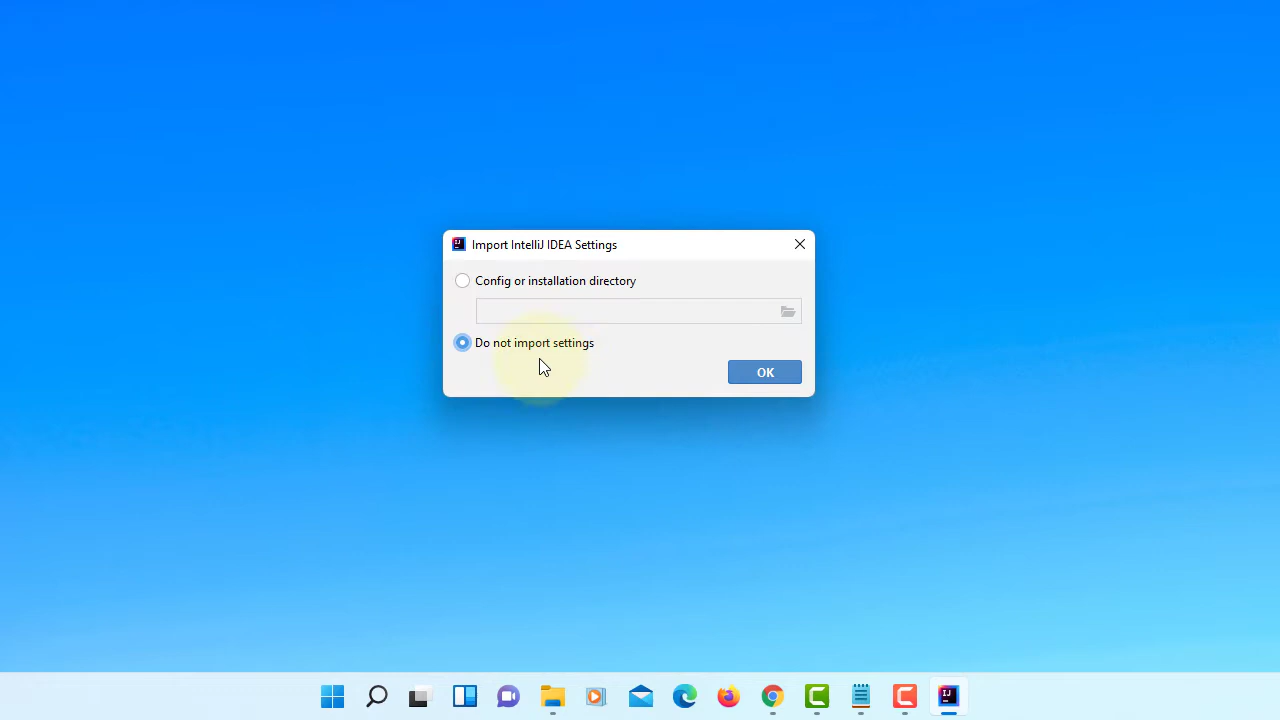 Import IntelliJ IDEA Settings
Config or installation directory
Do not import settings
OK